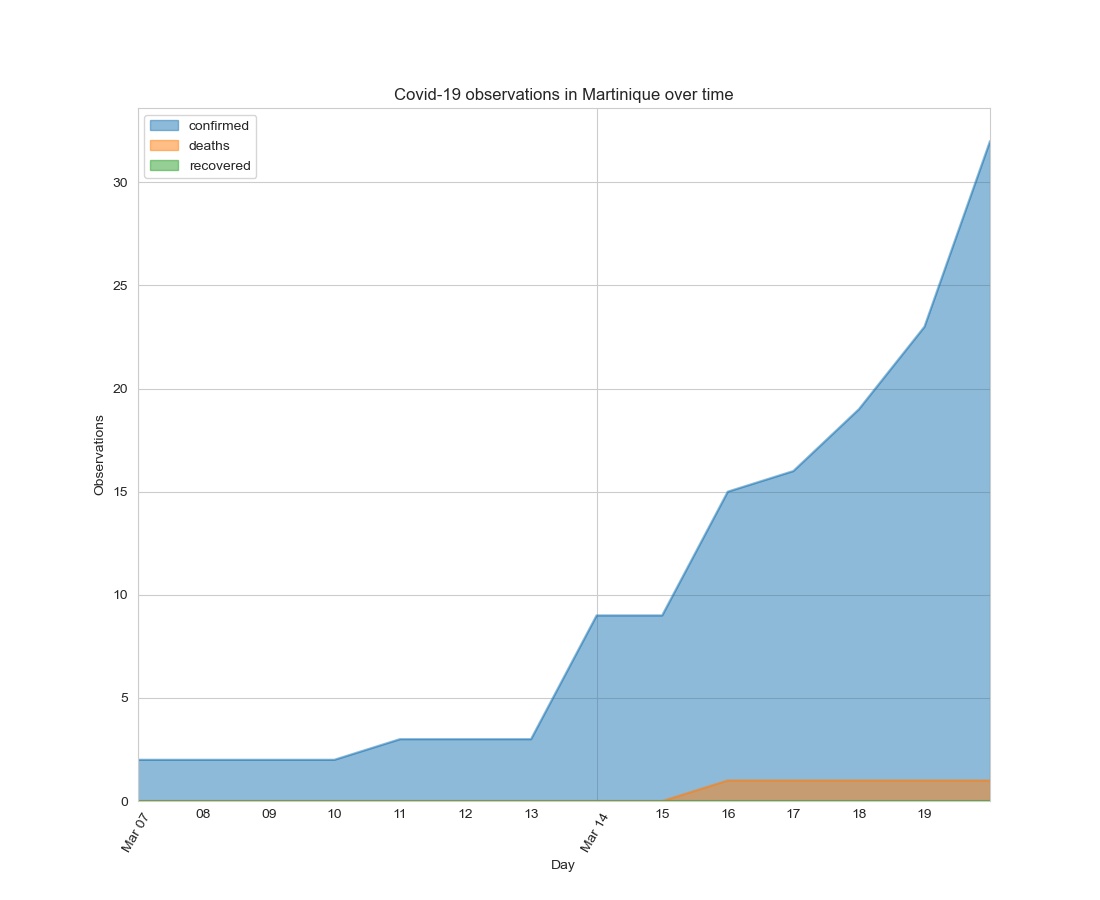 Covid-19 observations in Martinique over time
confirmed
deaths
recovered
30
25
20
15
10
5
0
Observations
Mar 07
08
09
10
11
12
13
Mar 14
15
16
17
18
19
Day